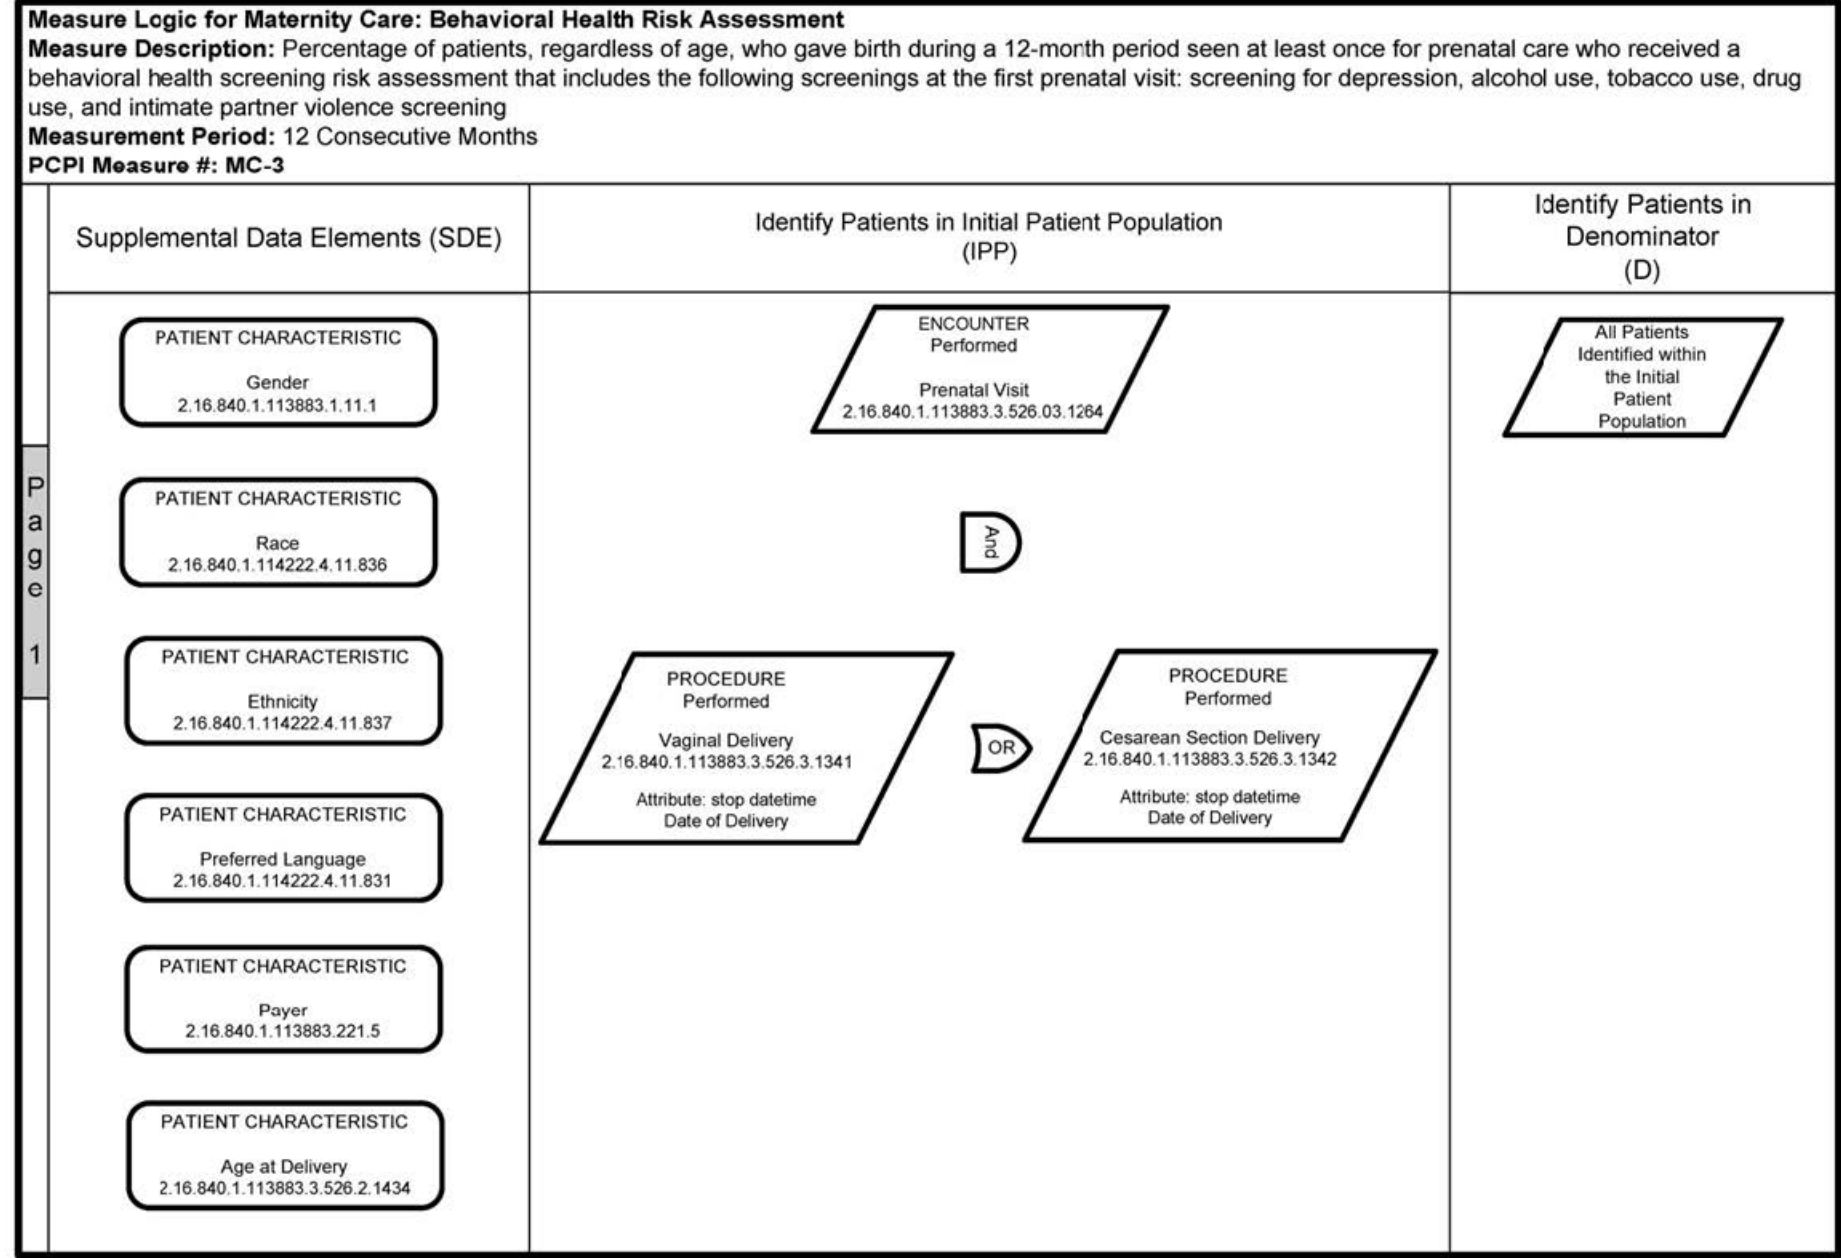 Measure Logic for Maternity Care: Behavioral Health Risk Assessment
Measure Description: Percentage of patients, regardless of age, who gave birth during a 12-month period seen at least once for prenatal care who received a
behavioral health screening risk assessment that includes the following screenings at the first prenatal visit: screening for depression, alcohol use, tobacco use, drug
use, and intimate partner violence screening
Measurement Period: 12 Consecutive Months
PCPI Measure #: MC-3
Page 1
Supplemental Data Elements (SDE)
PATIENT CHARACTERISTIC
Gender
2.16.840.1.113883.1.11.1
PATIENT CHARACTERISTIC
Race
2.16.840.1.114222.4.11.836
PATIENT CHARACTERISTIC
Ethnicity
2.16.840.1.114222.4.11.837
PATIENT CHARACTERISTIC
Preferred Language
2.16.840.1.114222.4.11.831
PATIENT CHARACTERISTIC
Payer
2.16.840.1.113883.221.5
PATIENT CHARACTERISTIC
Age at Delivery
2.16.840.1.113883.3.526.2.1434
Identify Patients in Initial Patient Population
(IPP)
ENCOUNTER
Performed
Prenatal Visit
2.16.840.1.113883.3.526.03.1264
And
PROCEDURE
Performed
Vaginal Delivery
2.16.840.1.113883.3.526.3.1341
Attribute: stop datetime
Date of Delivery
OR
PROCEDURE
Performed
Cesarean Section Delivery
2.16.840.1.113883.3.526.3.1342
Attribute: stop datetime
Date of Delivery
Identify Patients in
Denominator
(D)
All Patients
Identified within
the Initial
Patient
Population